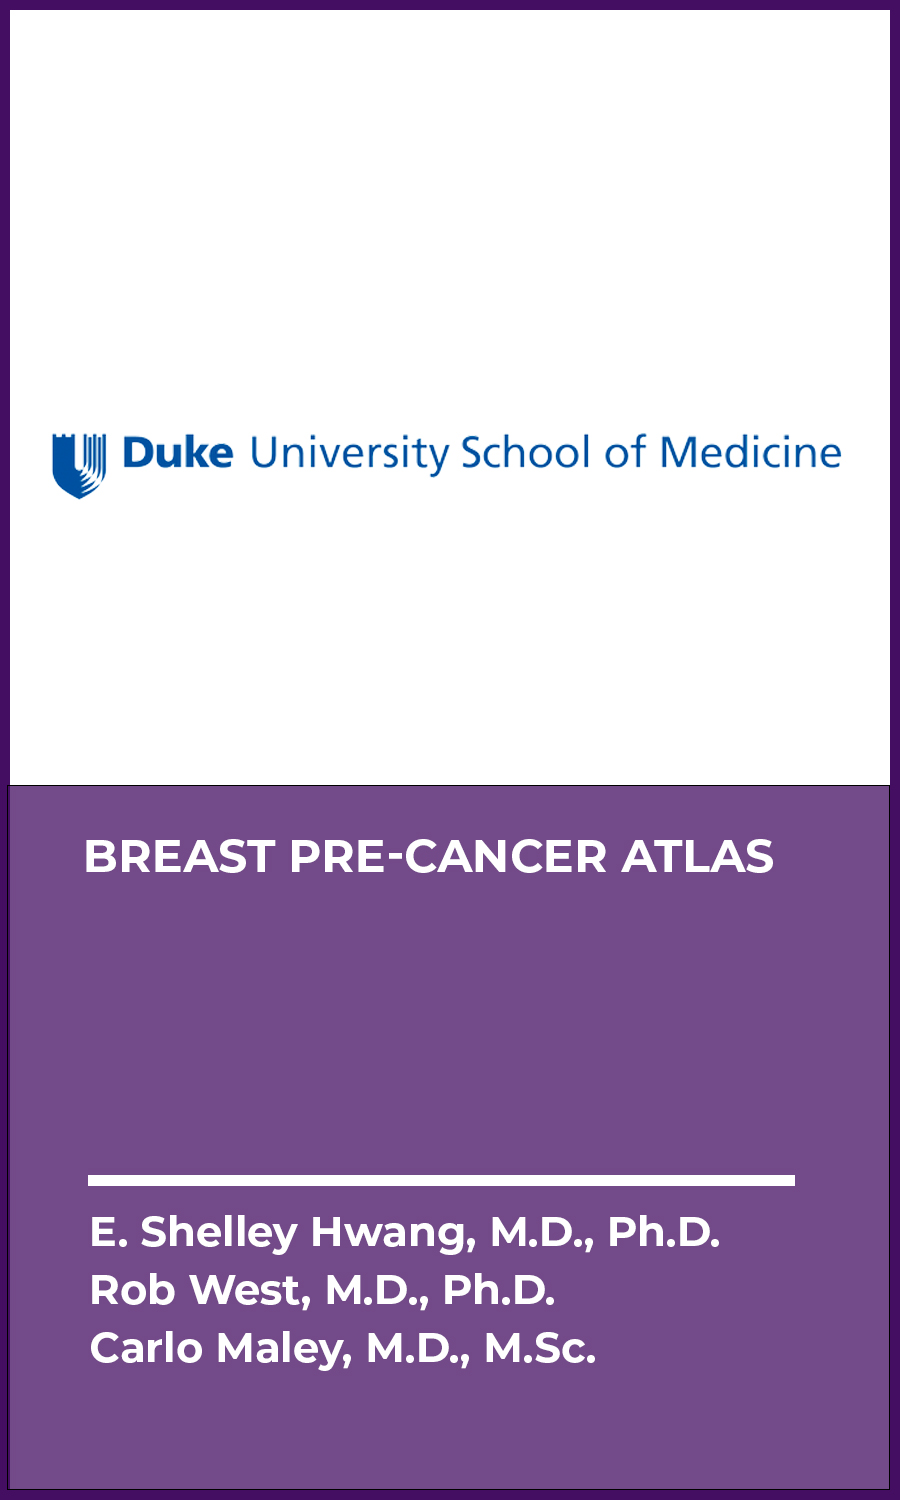 Duke University School of Medicine
BREAST PRE-CANCER ATLAS
E. Shelley Hwang, M.D., Ph.D.
Rob West, M.D., Ph.D.
Carlo Maley, M.D., M.Sc.